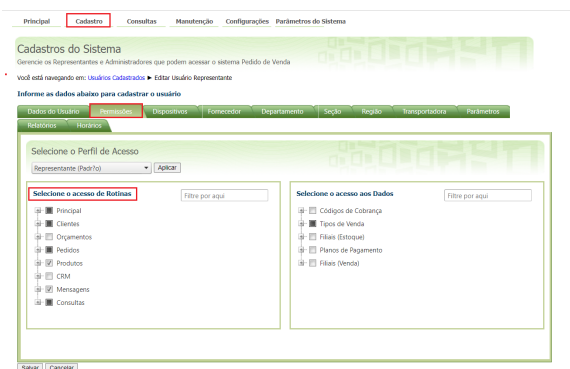 Principal Cadastro Consultas Manutenção Configurações Parâmetros do Sistema
Cadastros do Sistema
Gerencie os Representantes e Administradores que podem acessar o sistema Pedido de Venda
Você está navegando em: Usuários Cadastrados ► Editar Usuário Representante
Informe as dados abaixo para cadastrar o usuário
Dados do Usuário Permissões Dispositivos Fornecedor Departamento Seção Região Transportadora Parâmetros
Relatórios Horários
Selecione o Perfil de Acesso
Representante (Padr?o) Aplicar
Selecione o acesso de Rotinas Filtre por aqui
Principal
Clientes
Orçamentos
Pedidos
Produtos
CRM
Mensagens
Consultas
Selecione o acesso aos Dados Filtre por aqui
Códigos de Cobrança
Tipos de Venda
Filiais (Estoque)
Planos de Pagamento
Filiais (Venda)
Salvar Cancelar